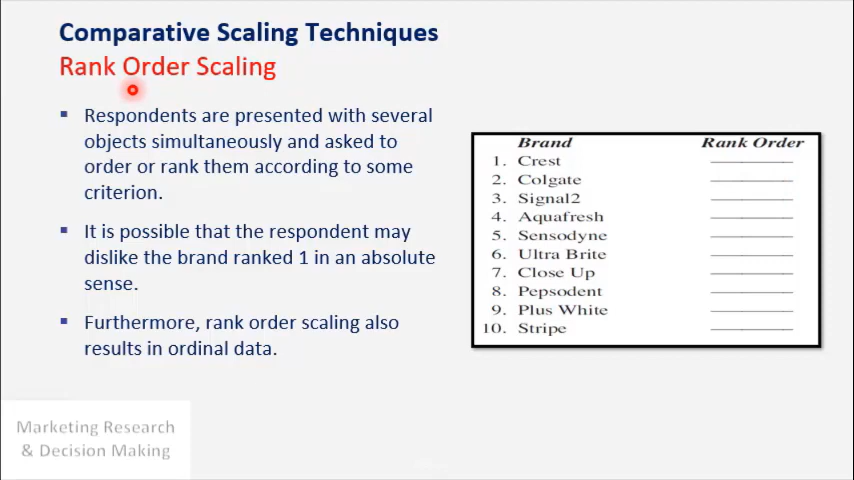 Comparative Scaling Techniques
Rank Order Scaling
▪ Respondents are presented with several
objects simultaneously and asked to
order or rank them according to some
criterion.
▪ It is possible that the respondent may
dislike the brand ranked 1 in an absolute
sense.
▪ Furthermore, rank order scaling also
results in ordinal data.
Brand Rank Order
1. Crest
2. Colgate
3. Signal2
4. Aquafresh
5. Sensodyne
6. Ultra Brite
7. Close Up
8. Pepsodent
9. Plus White
10. Stripe
Marketing Research
& Decision Making